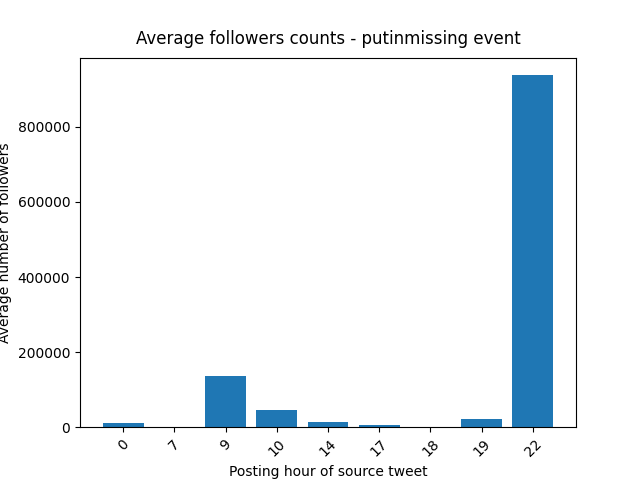 Average followers counts - putinmissing event
Average number of followers
800000
600000
400000
200000
0
0 7 9 10 14 17 18 19 22
Posting hour of source tweet